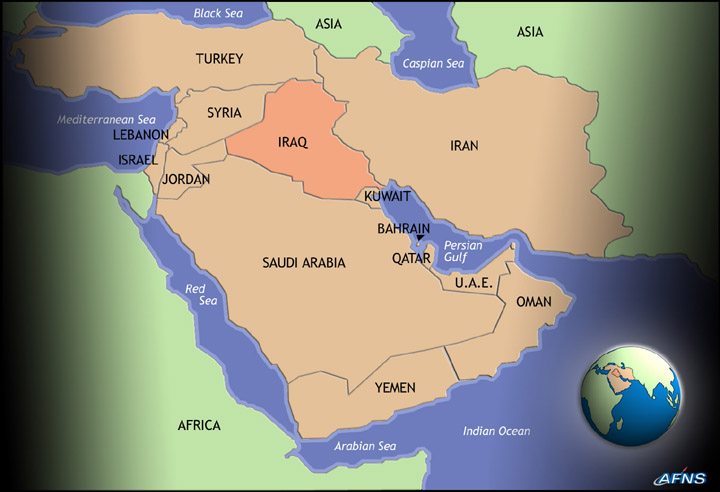 Black Sea
ASIA
ASIA
TURKEY
Caspian Sea
SYRIA
Mediterranean Sea
LEBANON
IRAQ
IRAN
ISRAEL
JORDAN
KUWAIT
BAHRAIN
Persian
Gulf
QATAR
SAUDI ARABIA
U.A.E.
Red
Sea
OMAN
YEMEN
AFRICA
Indian Ocean
Arabian Sea
AFNS